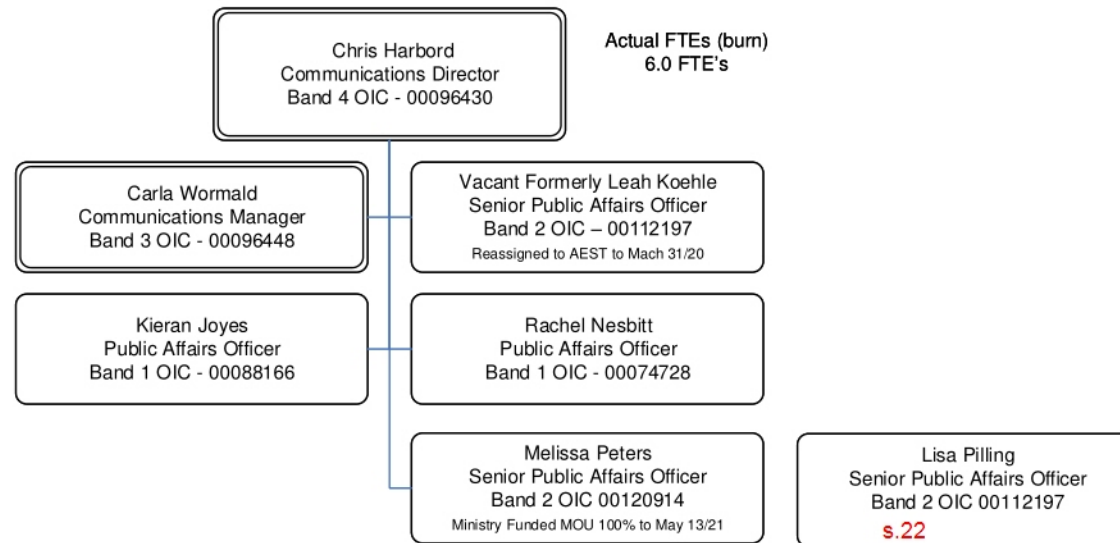 Chris Harbord
Communications Director
Band 4 OIC - 00096430
Actual FTEs (burn)
6.0 FTE's
Carla Wormald
Communications Manager
Band 3 OIC - 00096448
Vacant Formerly Leah Koehle
Senior Public Affairs Officer
Band 2 OIC – 00112197
Reassigned to AEST to Mach 31/20
Kieran Joyes
Public Affairs Officer
Band 1 OIC - 00088166
Rachel Nesbitt
Public Affairs Officer
Band 1 OIC - 00074728
Melissa Peters
Senior Public Affairs Officer
Band 2 OIC 00120914
Ministry Funded MOU 100% to May 13/21
Lisa Pilling
Senior Public Affairs Officer
Band 2 OIC 00112197
s.22